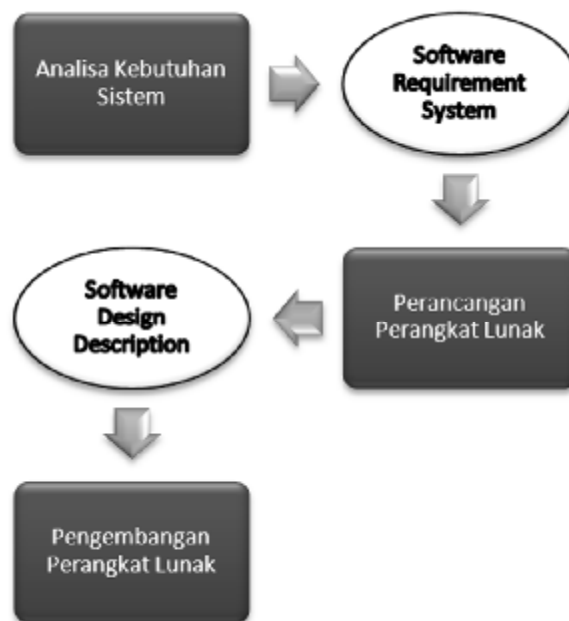 Analisa Kebutuhan
Sistem
Software
Requirement
System
Perancangan
Perangkat Lunak
Software
Design
Description
Pengembangan
Perangkat Lunak